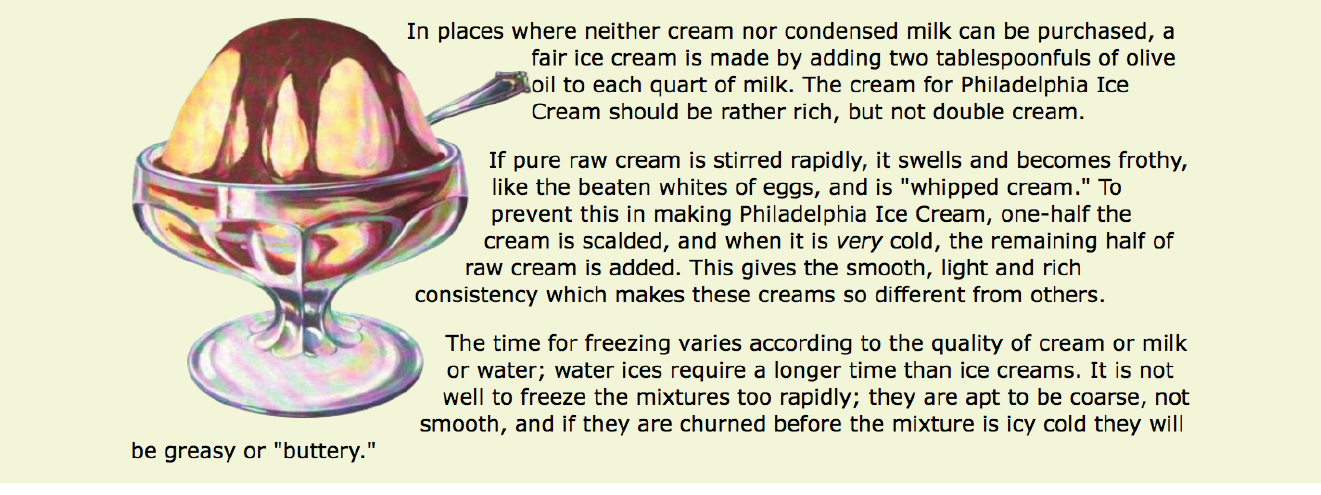 In places where neither cream nor condensed milk can be purchased, a
fair ice cream is made by adding two tablespoonfuls of olive
oil to each quart of milk. The cream for Philadelphia Ice
Cream should be rather rich, but not double cream.
If pure raw cream is stirred rapidly, it swells and becomes frothy,
like the beaten whites of eggs, and is "whipped cream." To
prevent this in making Philadelphia Ice Cream, one-half the
cream is scalded, and when it is very cold, the remaining half of
raw cream is added. This gives the smooth, light and rich
consistency which makes these creams so different from others.
The time for freezing varies according to the quality of cream or milk
or water; water ices require a longer time than ice creams. It is not
well to freeze the mixtures too rapidly; they are apt to be coarse, not
smooth, and if they are churned before the mixture is icy cold they will
be greasy or "buttery."